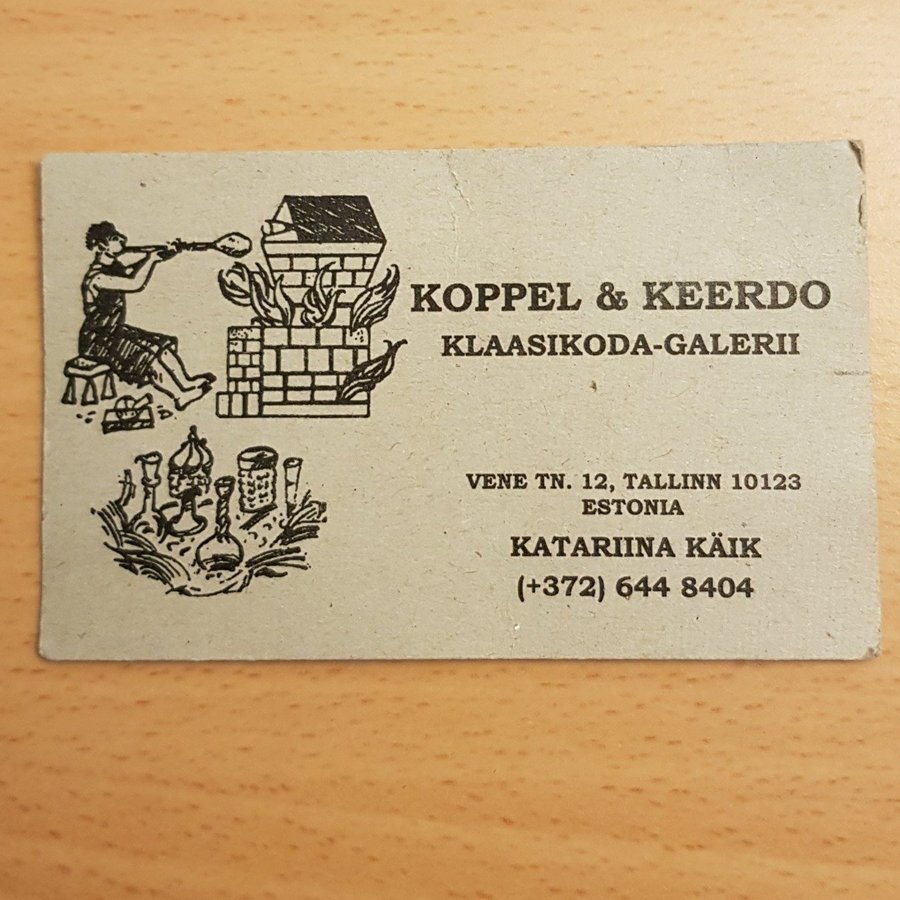 KOPPEL & KEERDO
KLAASIKODA-GALERII
VENE TN. 12, TALLINN 10123
ESTONIA
KATARIINA KÄIK
(+372) 644 8404